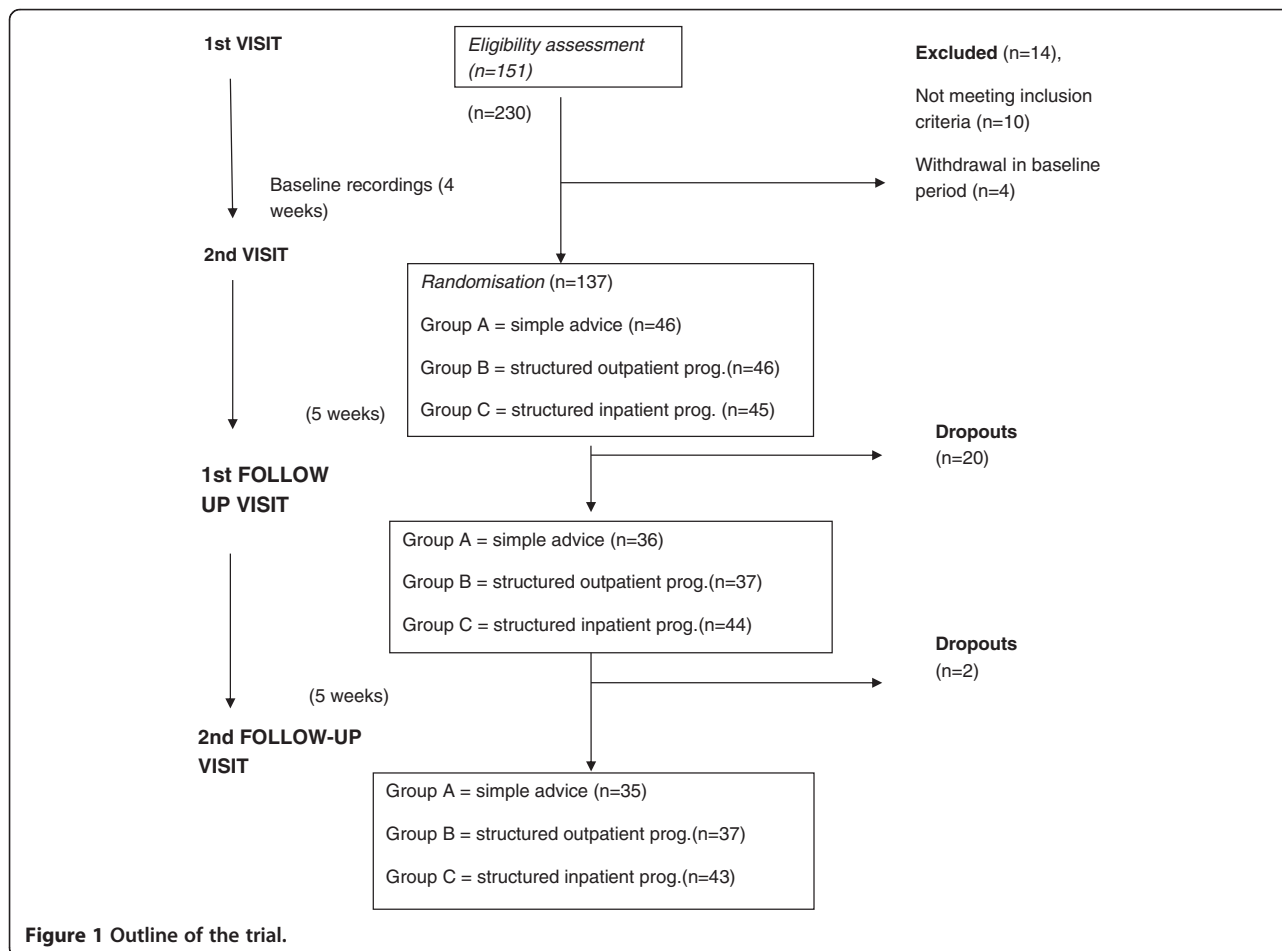 1st VISIT
Eligibility assessment
(n=151)
(n=230)
Excluded (n=14),
Not meeting inclusion
criteria (n=10)
Withdrawal in baseline
period (n=4)
Baseline recordings (4
weeks)
2nd VISIT
Randomisation (n=137)
Group A = simple advice (n=46)
Group B = structured outpatient prog.(n=46)
Group C = structured inpatient prog. (n=45)
(5 weeks)
Dropouts
(n=20)
1st FOLLOW
UP VISIT
Group A = simple advice (n=36)
Group B = structured outpatient prog.(n=37)
Group C = structured inpatient prog.(n=44)
Dropouts
(n=2)
(5 weeks)
2nd FOLLOW-UP
VISIT
Group A = simple advice (n=35)
Group B = structured outpatient prog.(n=37)
Group C = structured inpatient prog.(n=43)
Figure 1 Outline of the trial.